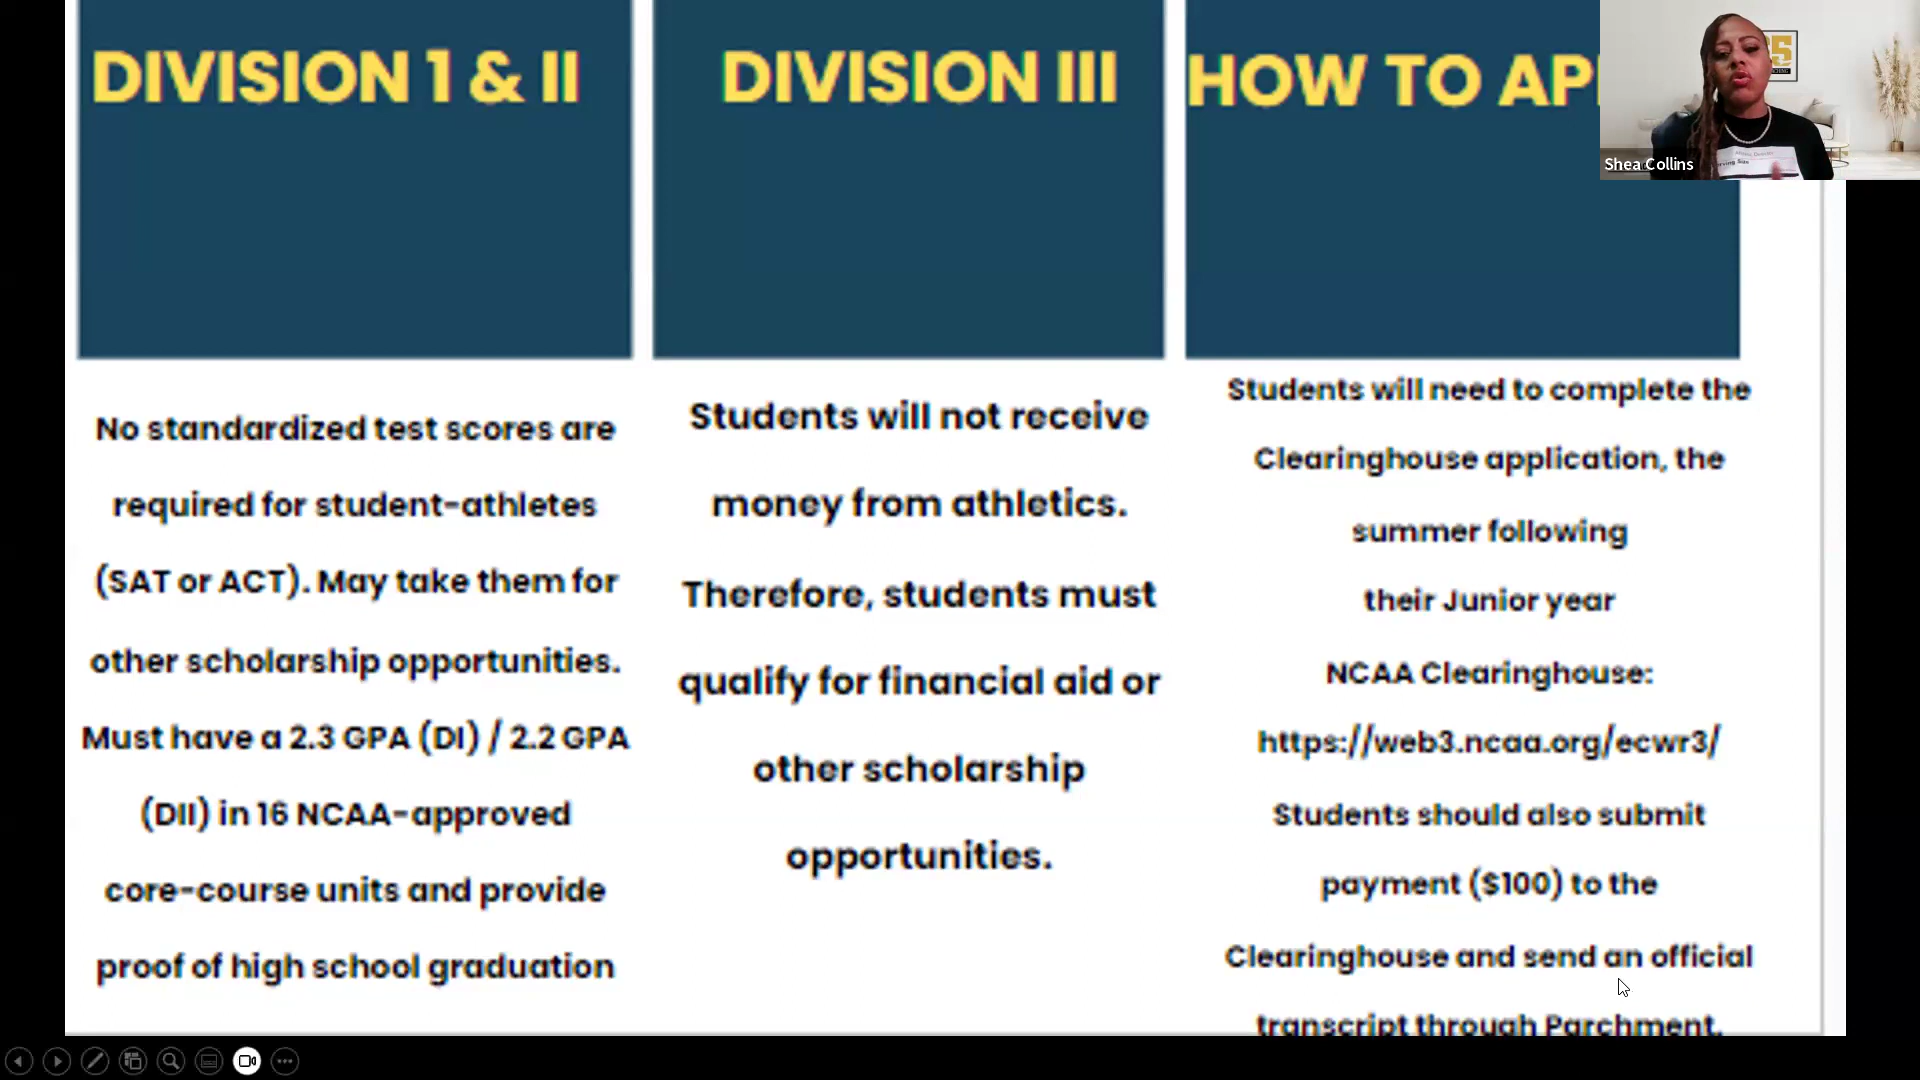 DIVISION 1 & II
No standardized test scores are
required for student-athletes
(SAT or ACT). May take them for
other scholarship opportunities.
Must have a 2.3 GPA (DI) / 2.2 GPA
(DII) in 16 NCAA-approved
core-course units and provide
proof of high school graduation
DIVISION III
Students will not receive
money from athletics.
Therefore, students must
qualify for financial aid or
other scholarship
opportunities.
HOW TO AP
Students will need to complete the
Clearinghouse application, the
summer following
their Junior year
NCAA Clearinghouse:
https://web3.ncaa.org/ecwr3/
Students should also submit
payment ($100) to the
Clearinghouse and send an official
transcript through Parchment.
Shea Collins